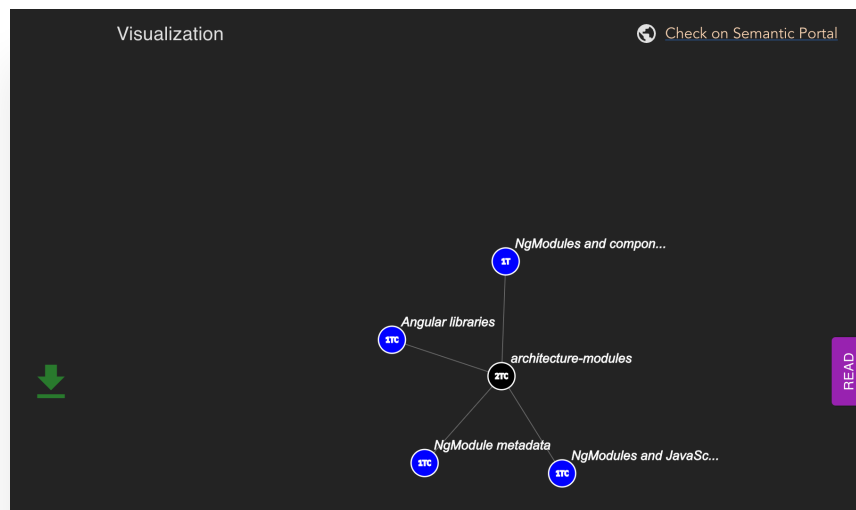 Visualization
Check on Semantic Portal
NgModules and compon...
1T
Angular libraries
1TC
architecture-modules
2TC
READ
NgModule metadata
1TC
NgModules and JavaSc...
1TC